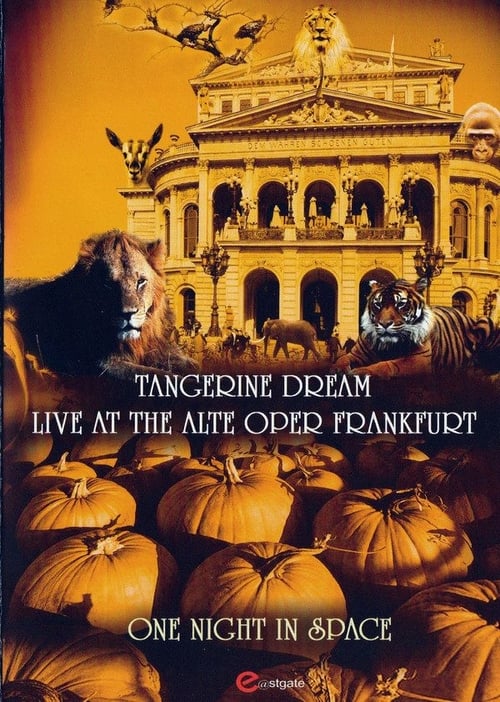 DEM WAHREN SCHOENEN GUTEN
TANGERINE DREAM
LIVE AT THE ALTE OPER FRANKFURT
ONE NIGHT IN SPACE
e@stgate